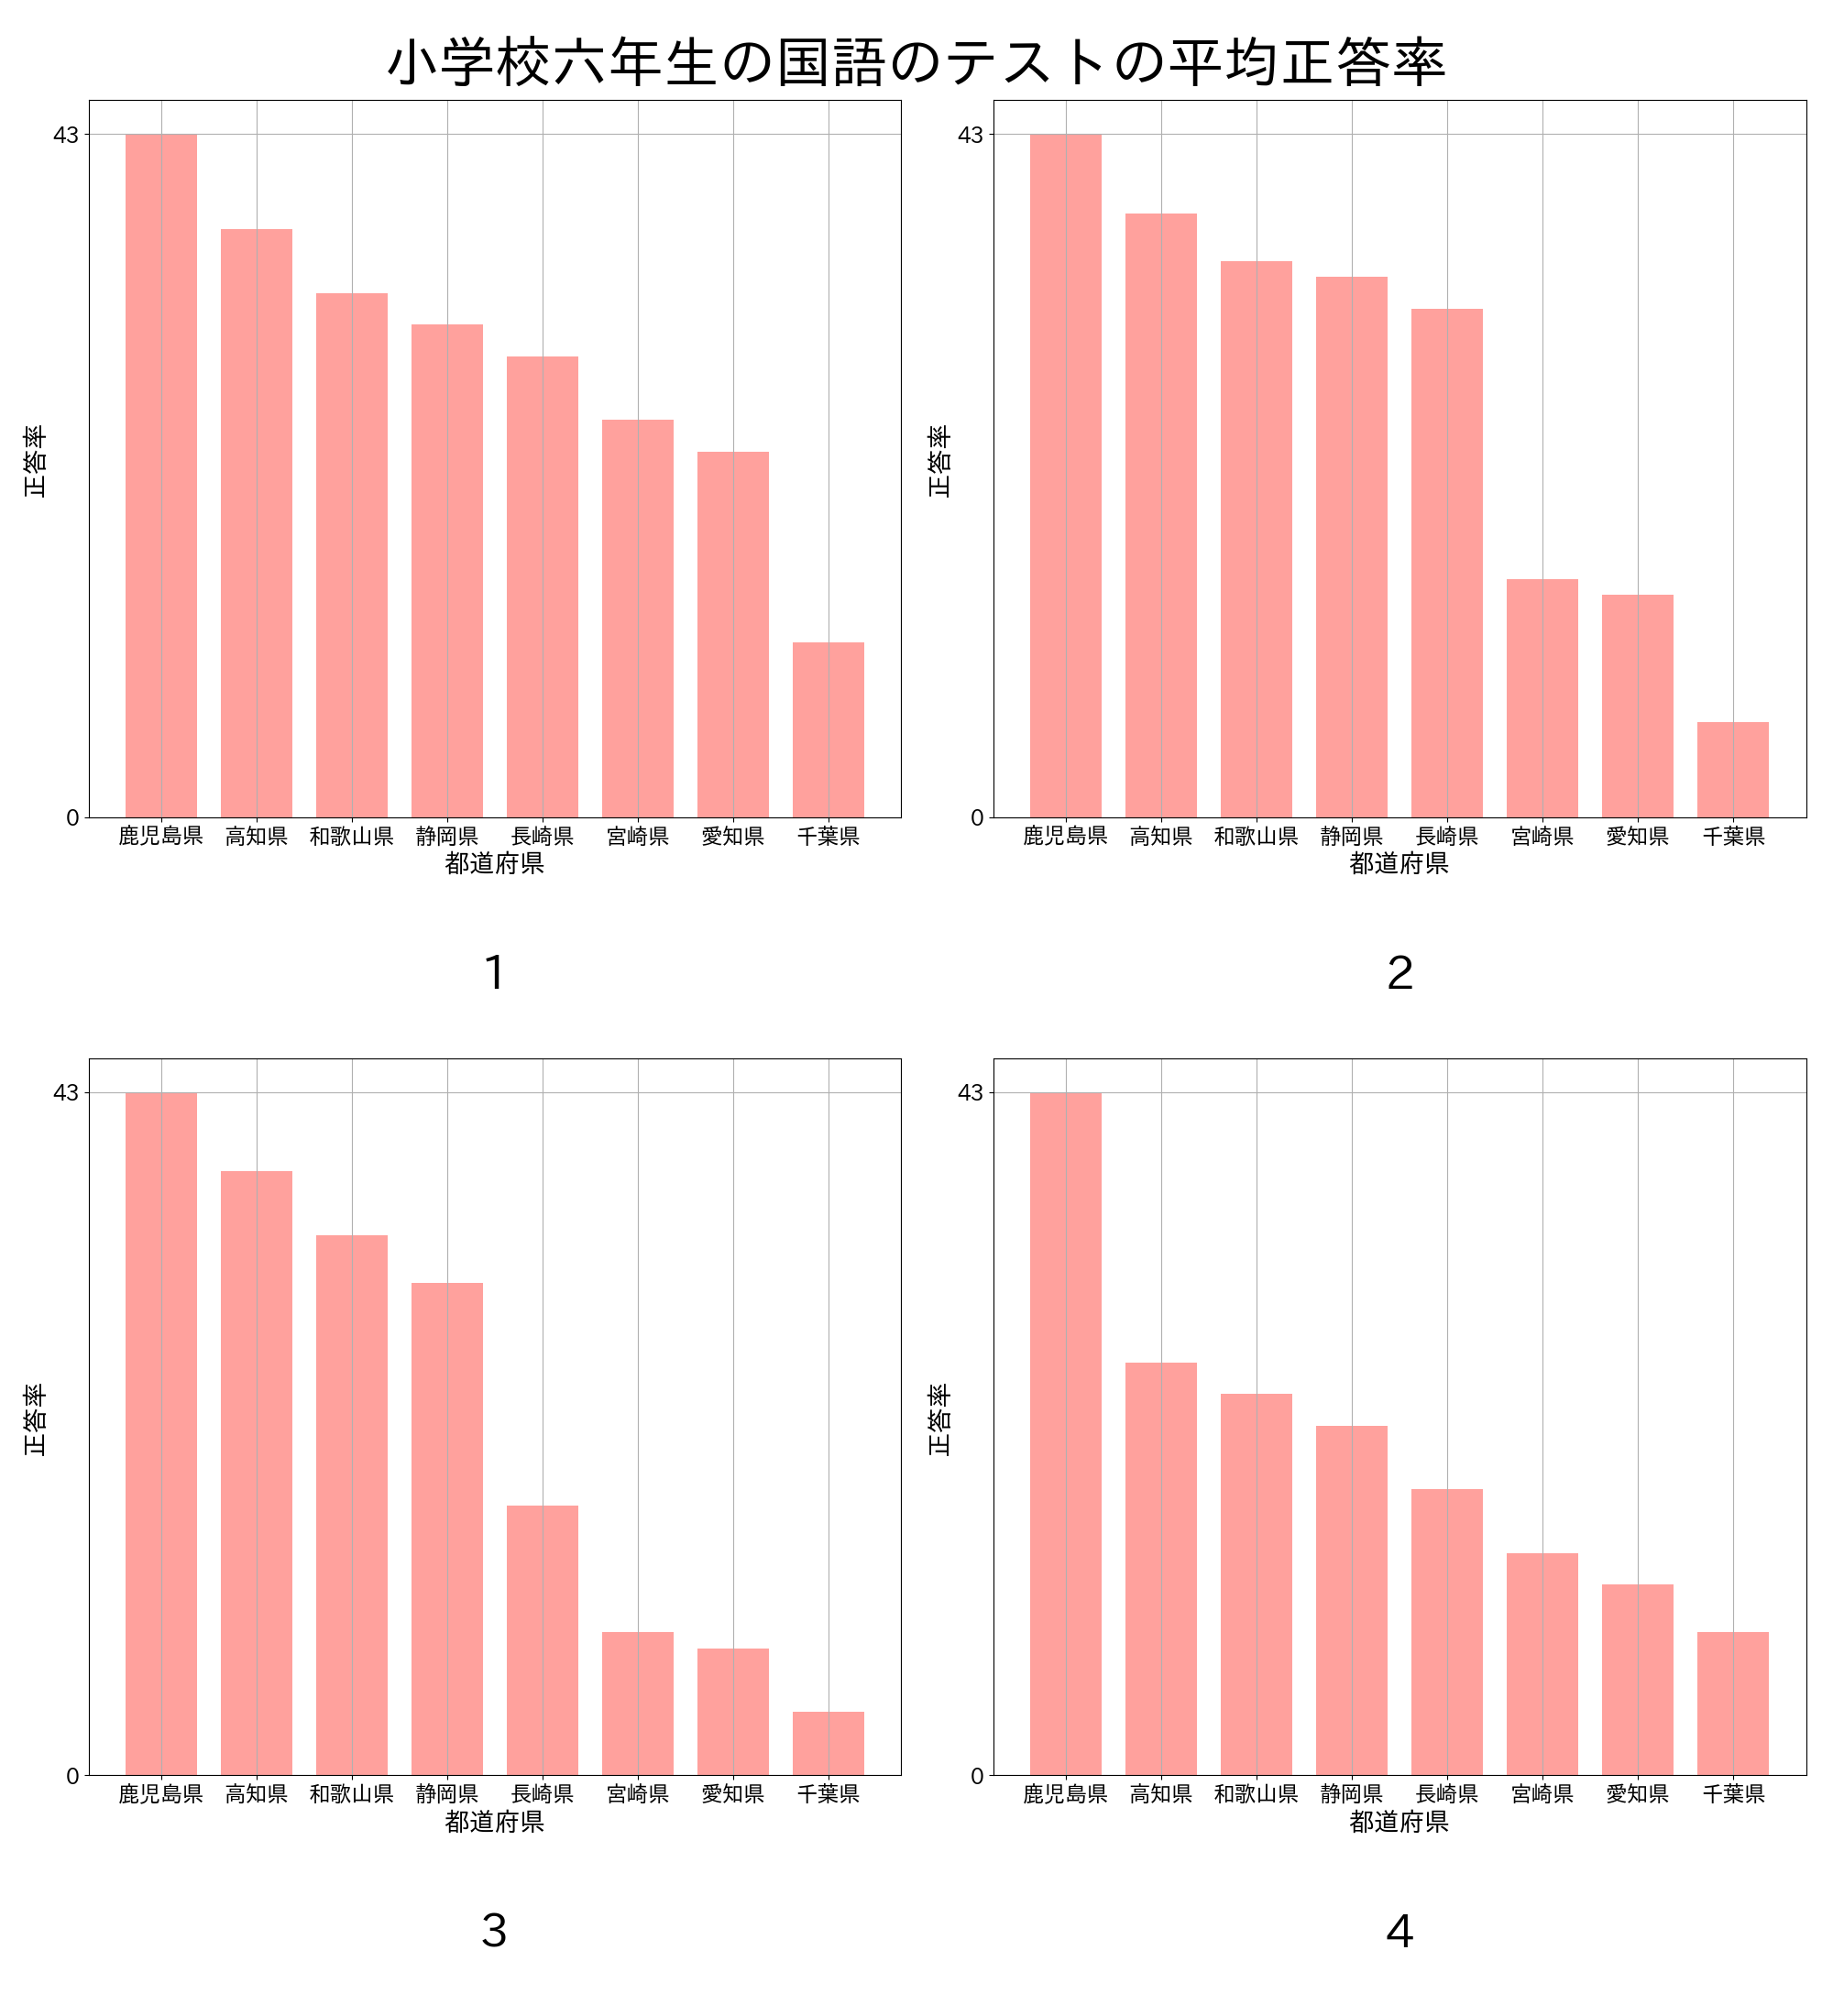 小学校六年生の国語のテストの平均正答率
43
0
正答率
鹿児島県 高知県 和歌山県 静岡県 長崎県 宮崎県 愛知県 千葉県
都道府県
1
43
0
正答率
鹿児島県 高知県 和歌山県 静岡県 長崎県 宮崎県 愛知県 千葉県
都道府県
2
43
0
正答率
鹿児島県 高知県 和歌山県 静岡県 長崎県 宮崎県 愛知県 千葉県
都道府県
3
43
0
正答率
鹿児島県 高知県 和歌山県 静岡県 長崎県 宮崎県 愛知県 千葉県
都道府県
4